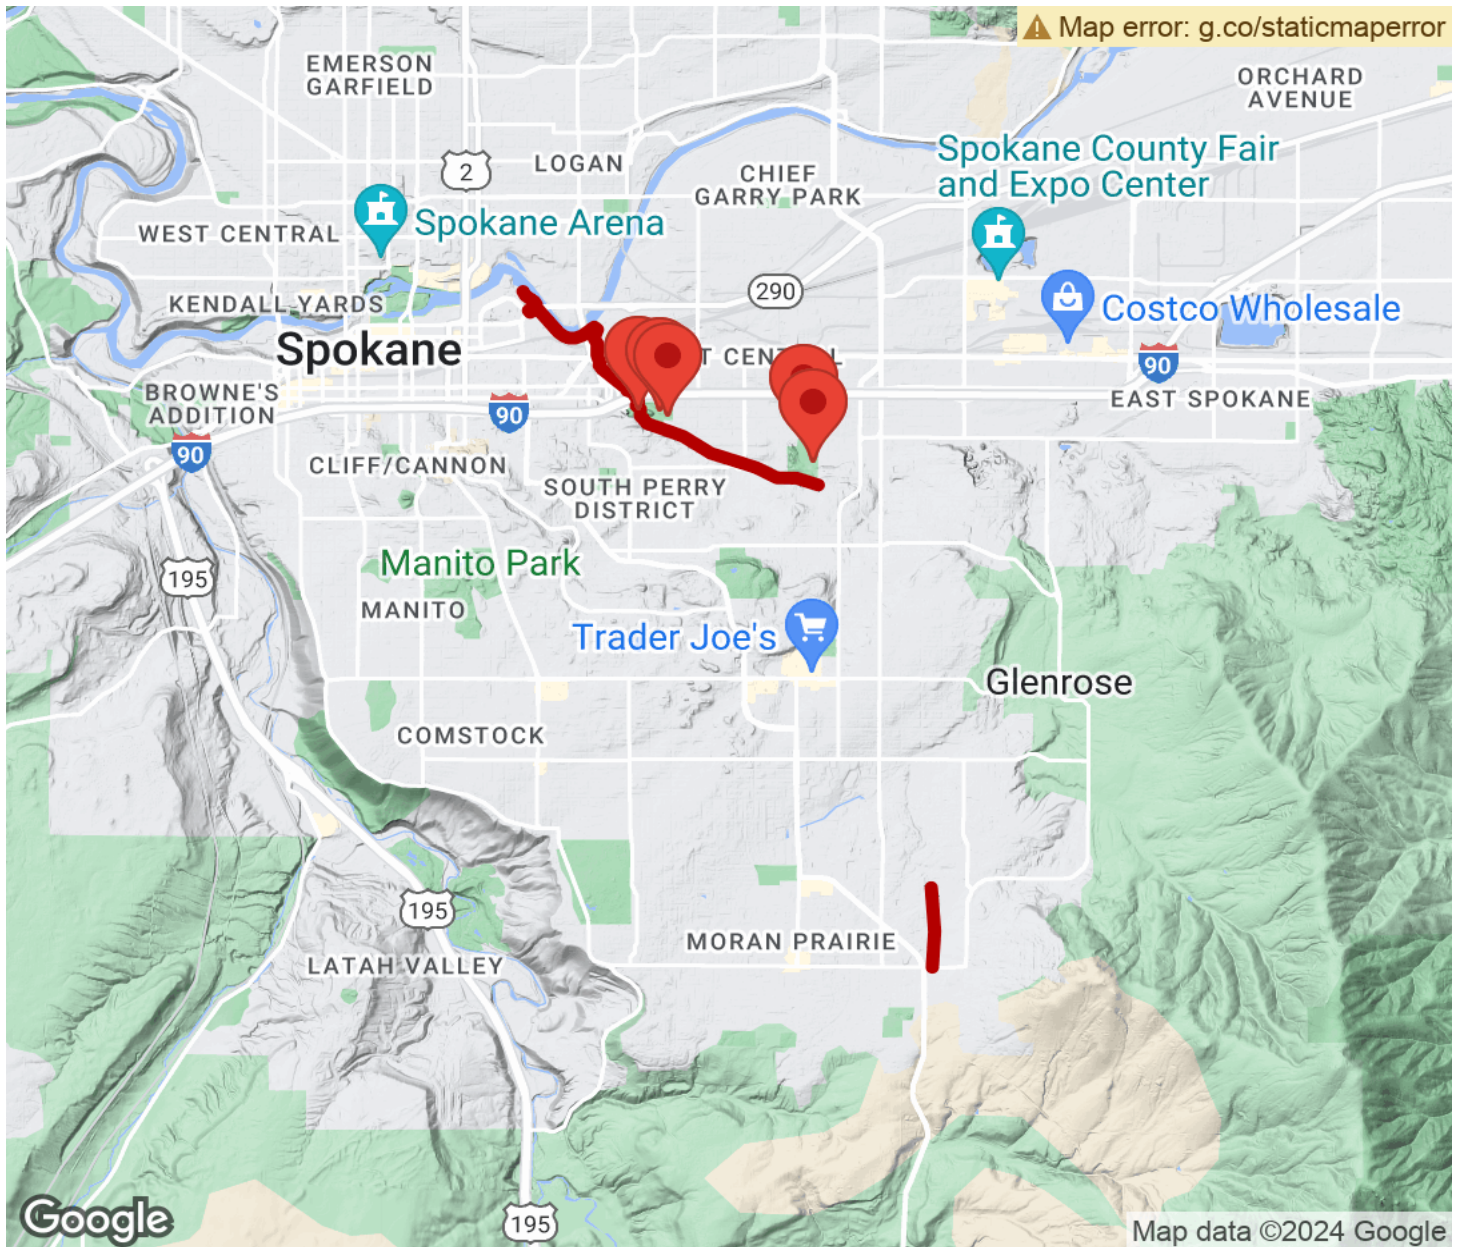 Map error: g.co/staticmaperror
EMERSON
GARFIELD
ORCHARD
AVENUE
Spokane County Fair
and Expo Center
LOGAN
2
CHIEF
GARRY PARK
Spokane Arena
WEST CENTRAL
290
KENDALL YARDS
Costco Wholesale
Spokane
T CENTRAL
90
BROWNE'S
ADDITION
90
EAST SPOKANE
90
CLIFF/CANNON
SOUTH PERRY
DISTRICT
Manito Park
195
MANITO
Trader Joe's
Glenrose
COMSTOCK
195
MORAN PRAIRIE
LATAH VALLEY
Google
195
Map data ©2024 Google